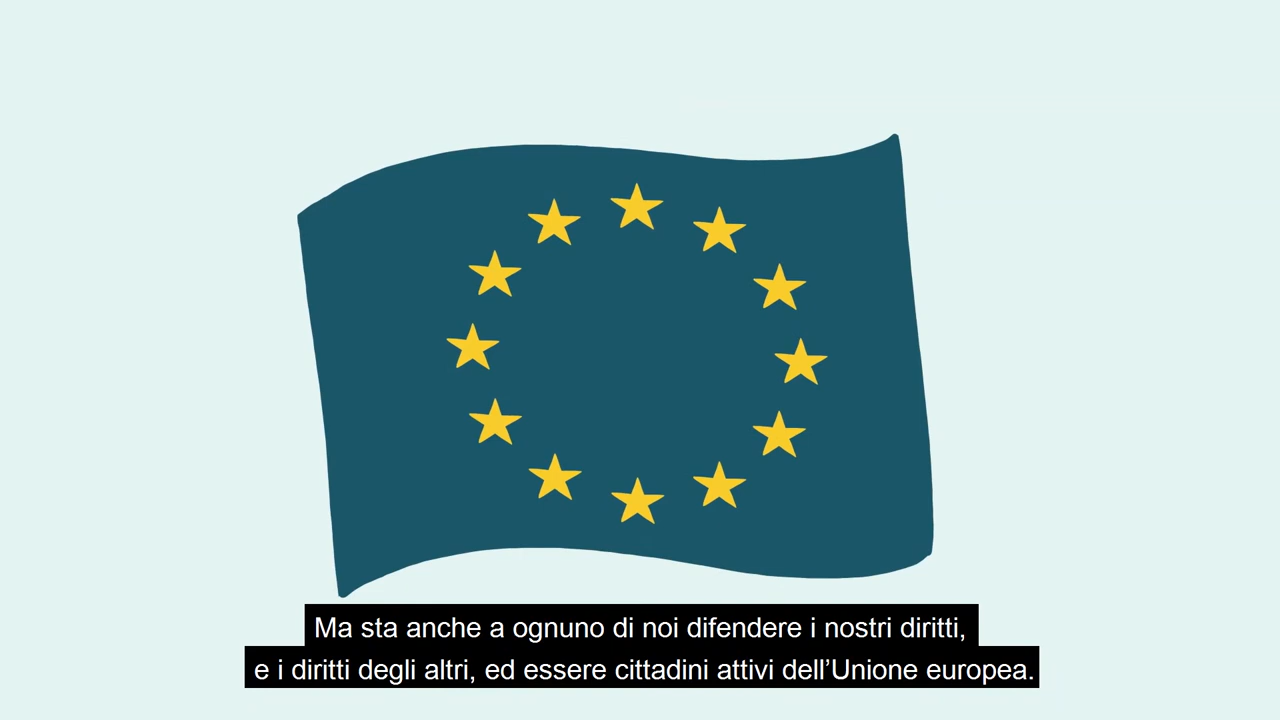 Ma sta anche a ognuno di noi difendere i nostri diritti,
e i diritti degli altri, ed essere cittadini attivi dell’Unione europea.